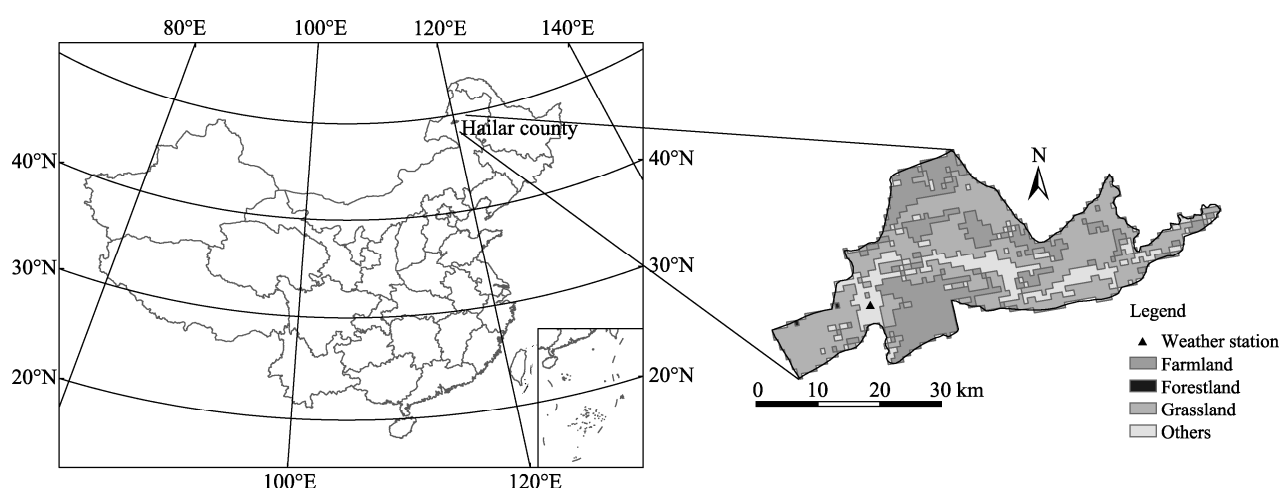 80°E 100°E 120°E 140°E
Hailar county
40°N 40°N
N
30°N 30°N
20°N 20°N
100°E 120°E
0 10 20 30 km
Legend
Weather station
Farmland
Forestland
Grassland
Others